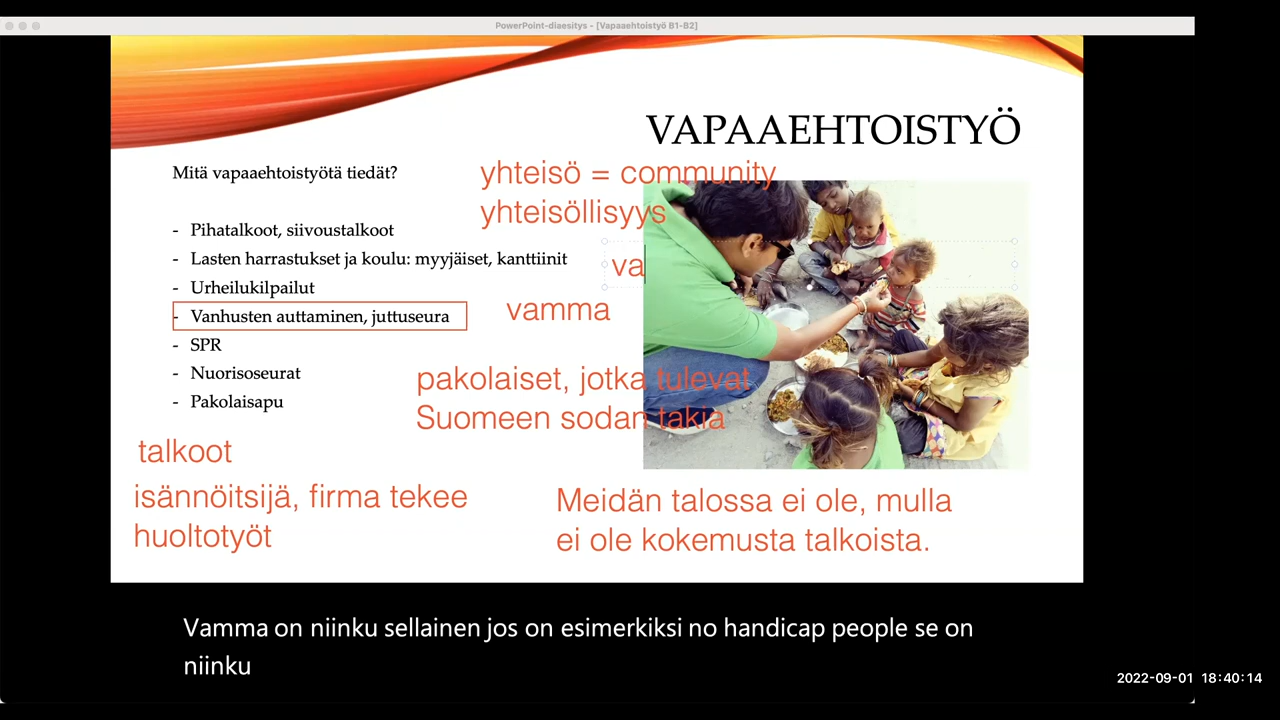 PowerPoint-diaesitys - [Vapaaehtoistyö B1-B2]
VAPAAEHTOISTYÖ
Mitä vapaaehtoistyötä tiedät?
yhteisö = community
yhteisöllisyys
- Pihatalkoot, siivoustalkoot
- Lasten harrastukset ja koulu: myyjäiset, kanttiinit
va
- Urheilukilpailut
- Vanhusten auttaminen, juttuseura
vamma
- SPR
- Nuorisoseurat
- Pakolaisapu
pakolaiset, jotka tulevat
Suomeen sodan takia
talkoot
isännöitsijä, firma tekee
huoltotyöt
Meidän talossa ei ole, mulla
ei ole kokemusta talkoista.
Vamma on niinku sellainen jos on esimerkiksi no handicap people se on
niinku
2022-09-01 18:40:14